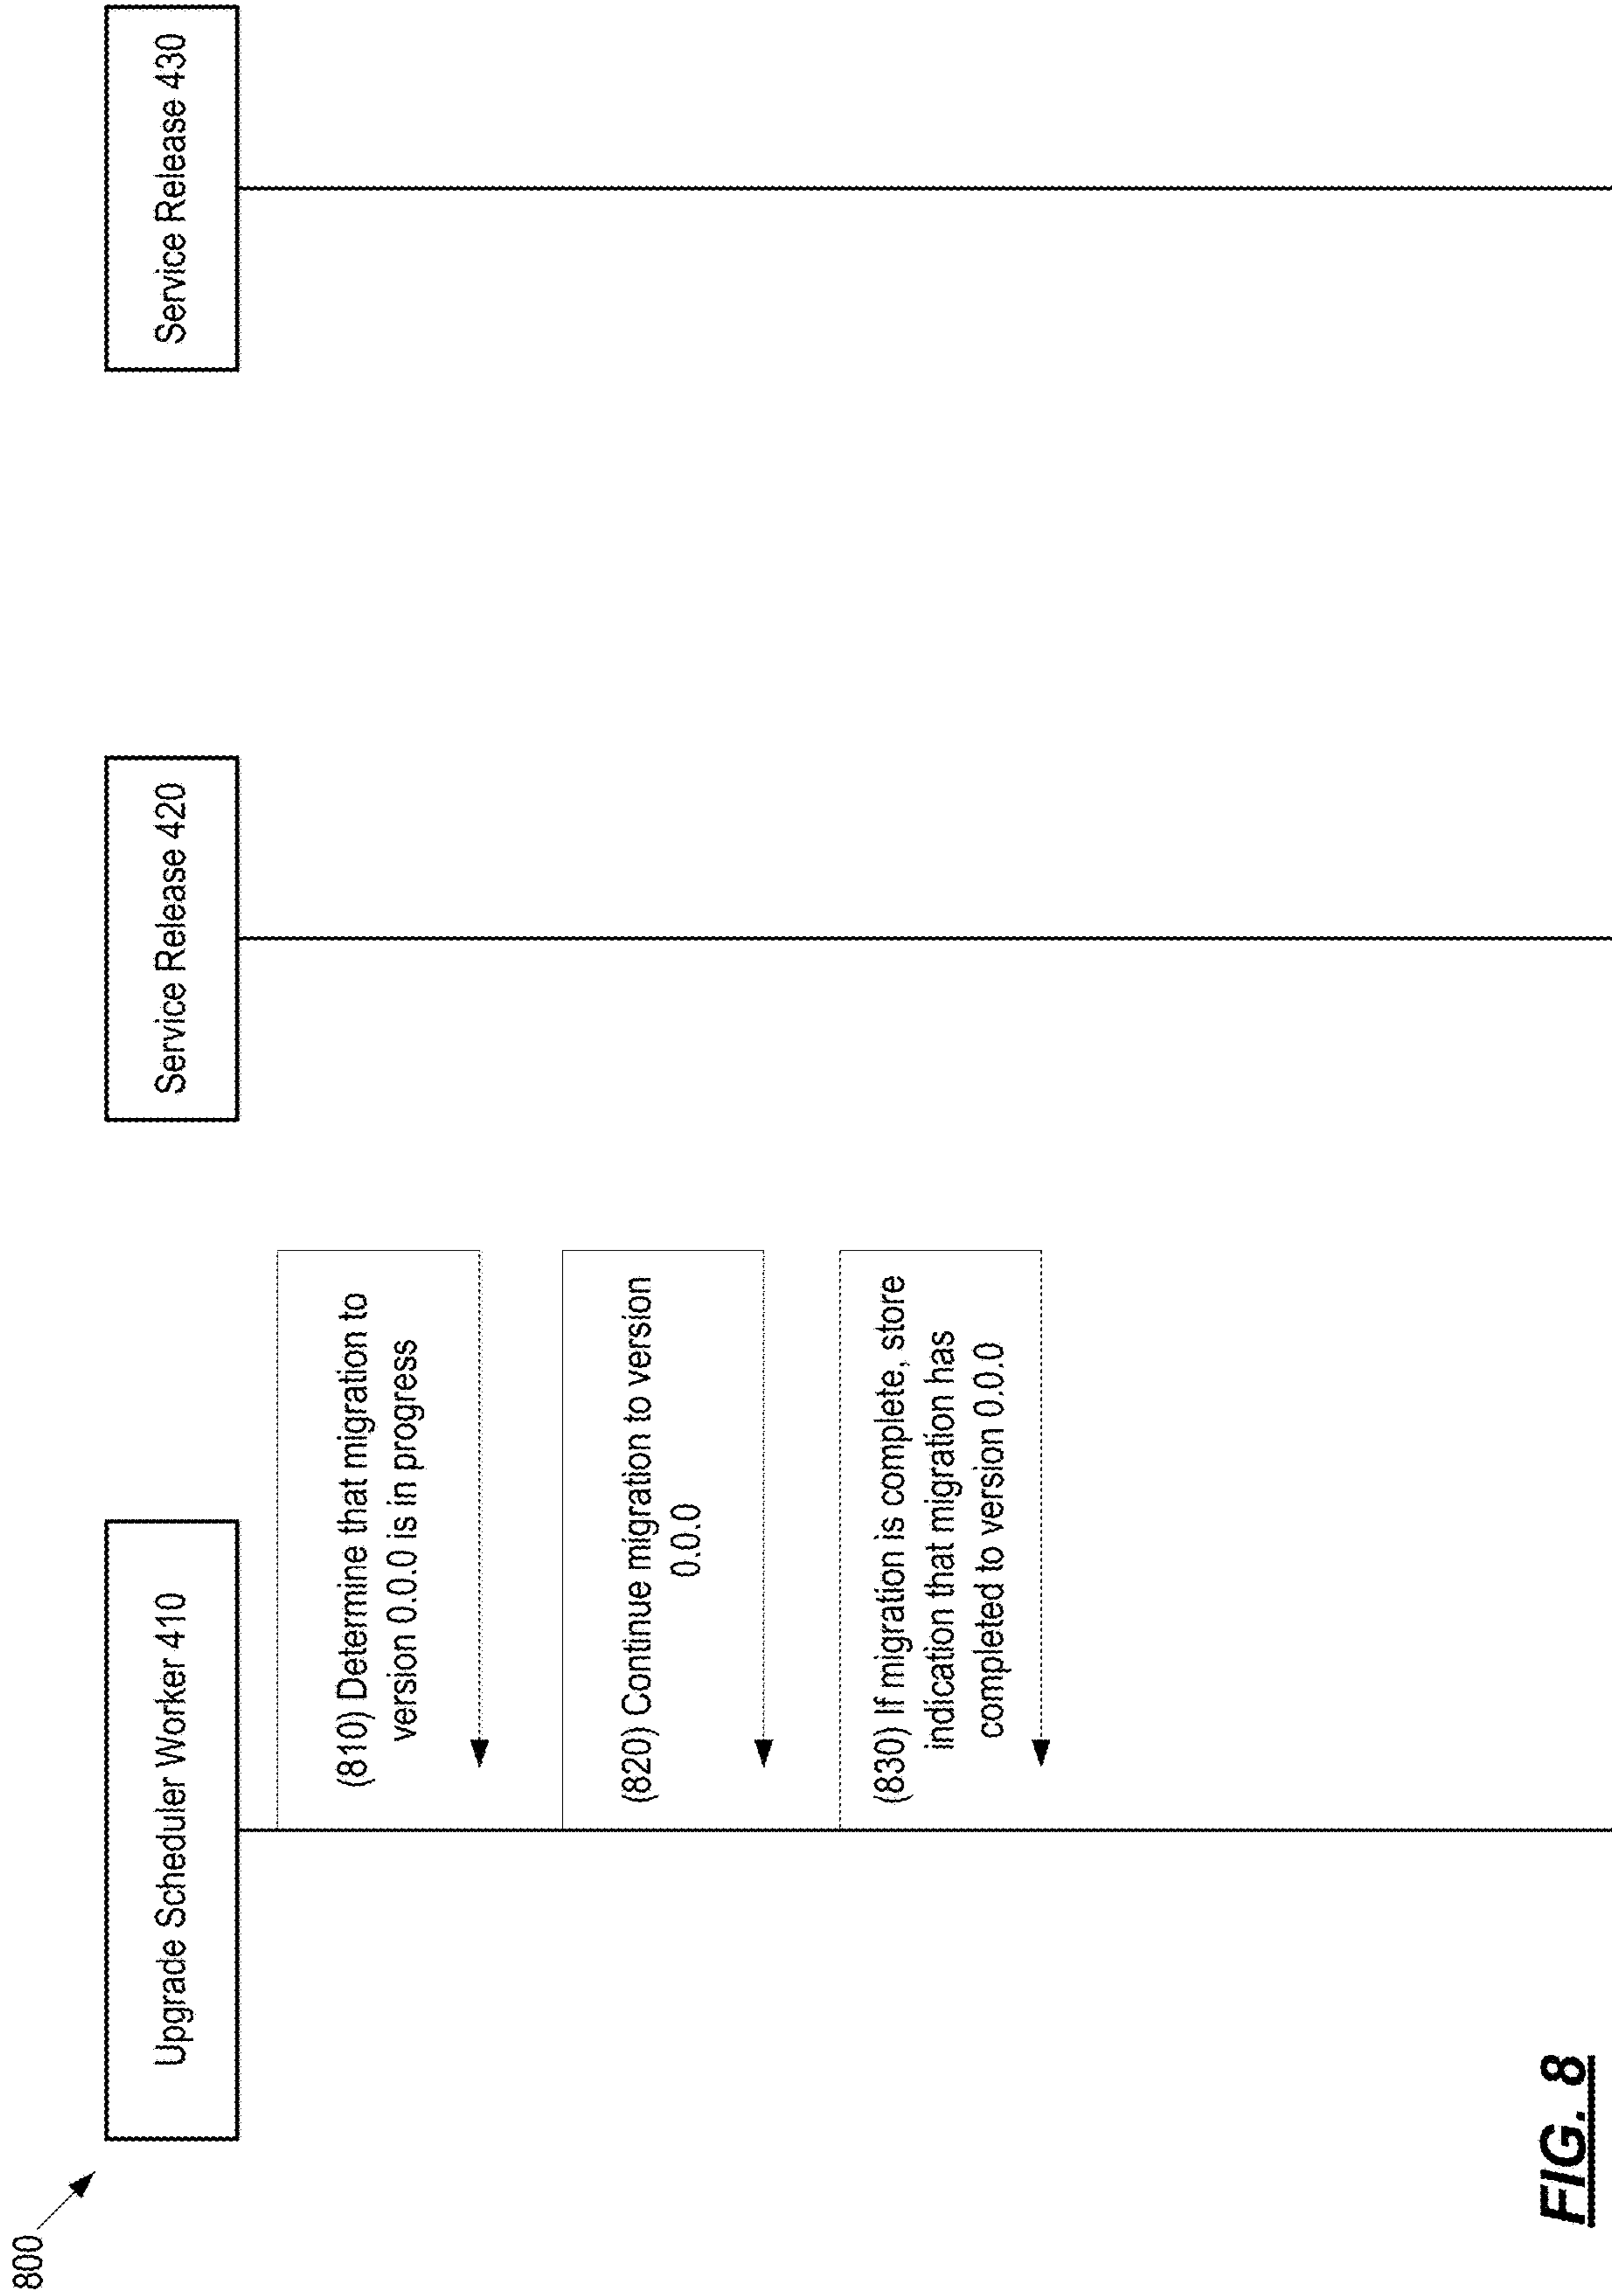 800
Upgrade Scheduler Worker 410
Service Release 420
Service Release 430
(810) Determine that migration to
version 0.0.0 is in progress
(820) Continue migration to version
0.0.0
(830) If migration is complete, store
indication that migration has
completed to version 0.0.0
FIG. 8